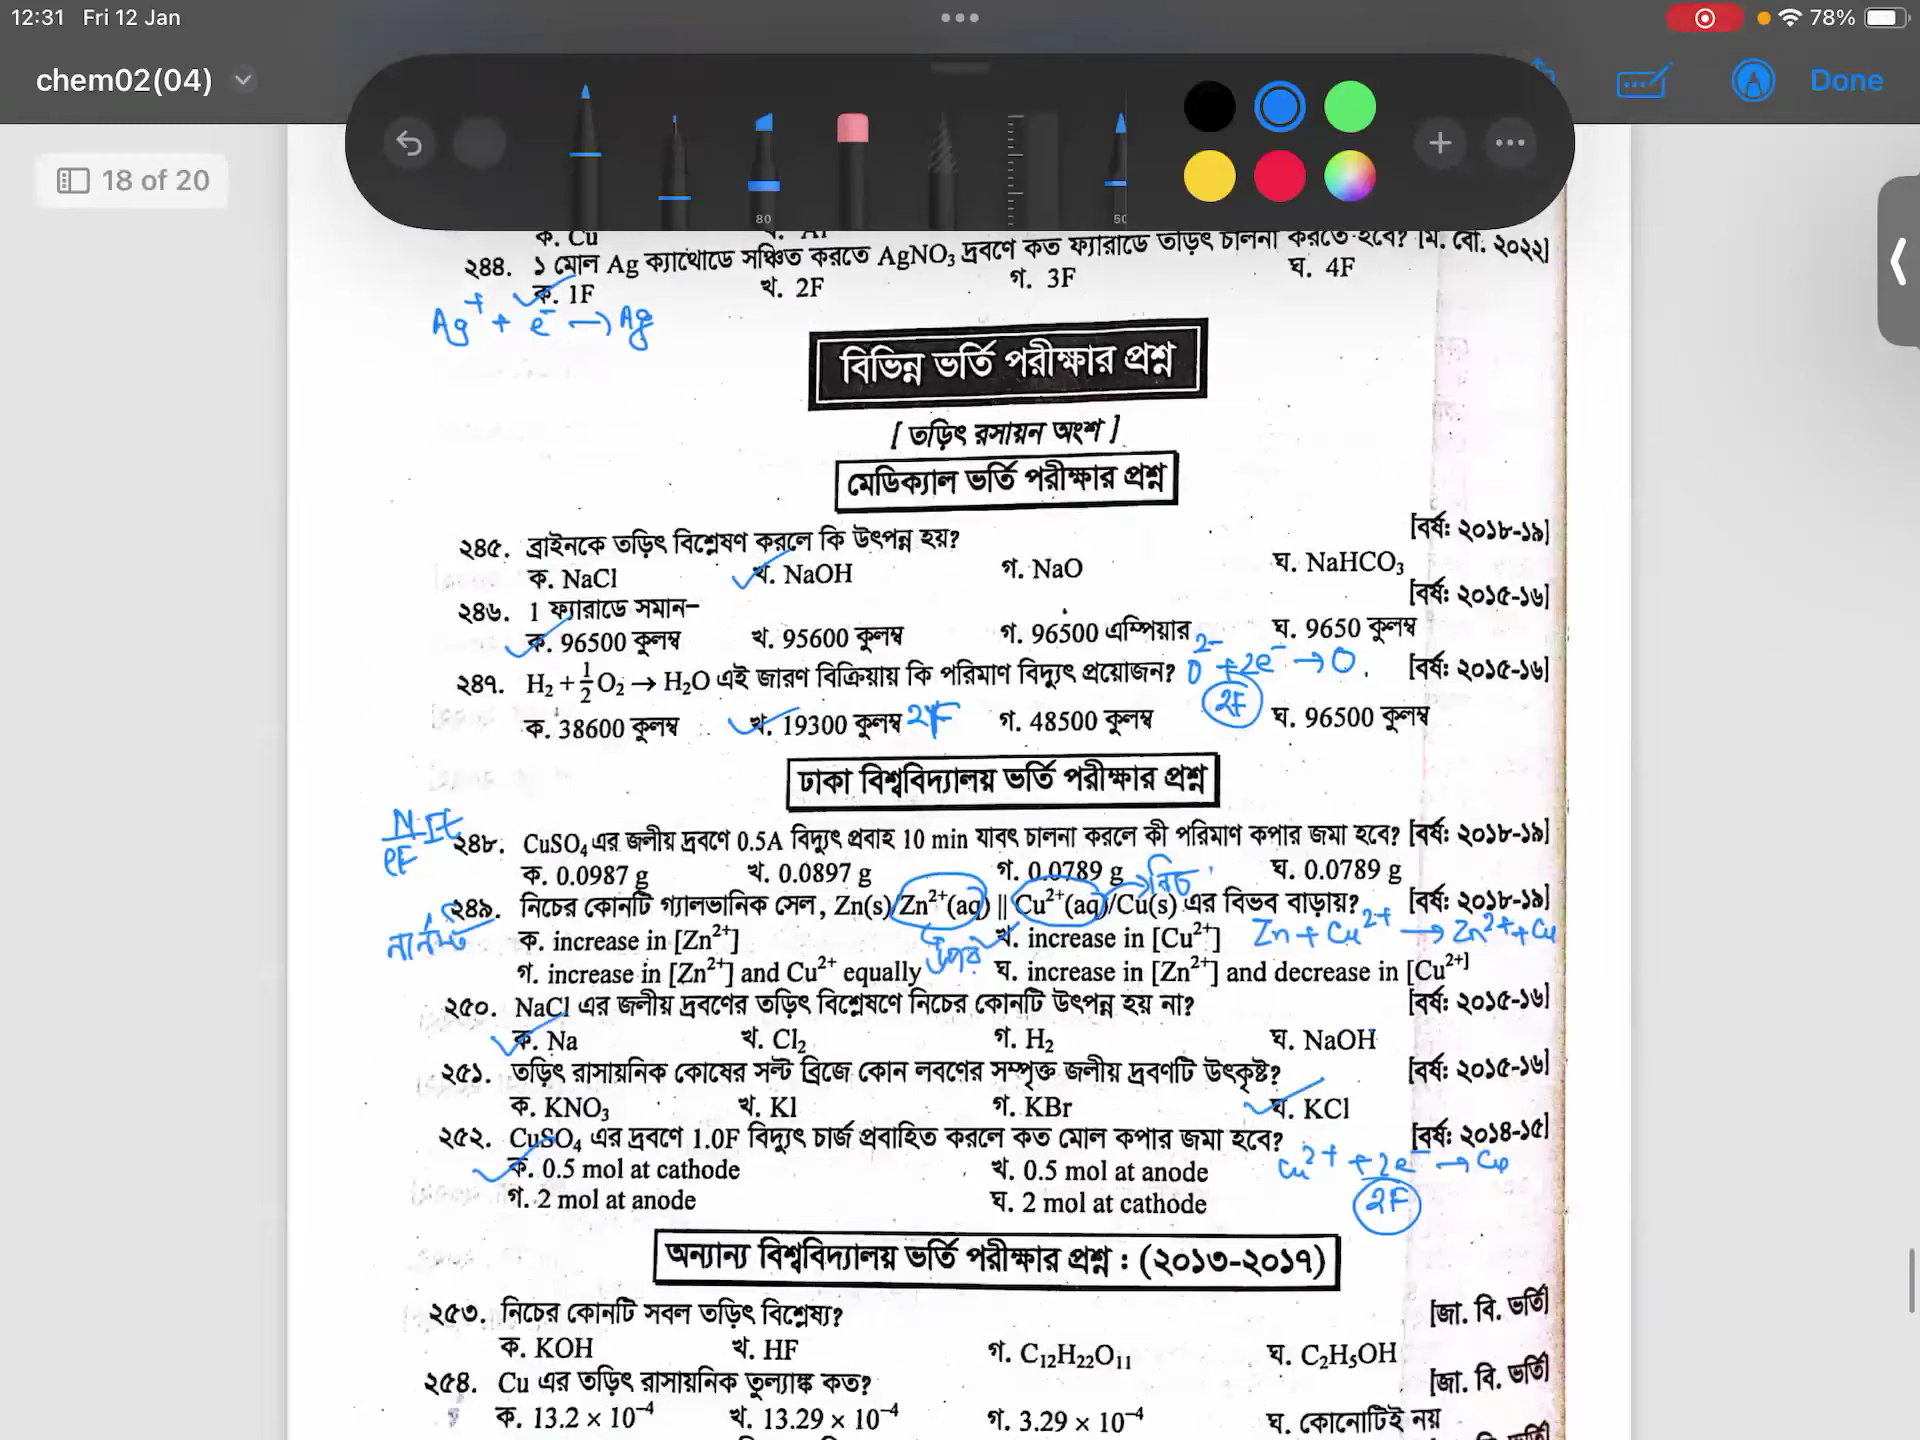 12:31 Fri 12 Jan
78%
chem02(04)
Done
18 of 20
80
50
ক. Cu
২৪৪. ১ মোল Ag ক্যাথোডে সঞ্চিত করতে AgNO₃ দ্রবণে কত ফ্যারাডে তড়িৎ চালনা করতে হবে? [ম. বো. ২০২২]
ক. 1F খ. 2F গ. 3F ঘ. 4F
Ag⁺ + e⁻ → Ag
বিভিন্ন ভর্তি পরীক্ষার প্রশ্ন
[ তড়িৎ রসায়ন অংশ ]
মেডিক্যাল ভর্তি পরীক্ষার প্রশ্ন
২৪৫. ব্রাইনকে তড়িৎ বিশ্লেষণ করলে কি উৎপন্ন হয়? [বর্ষ: ২০১৮-১৯]
ক. NaCl খ. NaOH গ. NaO ঘ. NaHCO₃
২৪৬. 1 ফ্যারাডে সমান– [বর্ষ: ২০১৫-১৬]
ক. 96500 কুলম্ব খ. 95600 কুলম্ব গ. 96500 এম্পিয়ার ঘ. 9650 কুলম্ব
২৪৭. H₂ + ½O₂ → H₂O এই জারণ বিক্রিয়ায় কি পরিমাণ বিদ্যুৎ প্রয়োজন? O²⁻ + 2e⁻ → O [বর্ষ: ২০১৫-১৬]
ক. 38600 কুলম্ব খ. 19300 কুলম্ব 2F গ. 48500 কুলম্ব 2F ঘ. 96500 কুলম্ব
ঢাকা বিশ্ববিদ্যালয় ভর্তি পরীক্ষার প্রশ্ন
২৪৮. CuSO₄ এর জলীয় দ্রবণে 0.5A বিদ্যুৎ প্রবাহ 10 min যাবৎ চালনা করলে কী পরিমাণ কপার জমা হবে? [বর্ষ: ২০১৮-১৯]
ক. 0.0987 g খ. 0.0897 g গ. 0.0789 g ঘ. 0.0789 g
২৪৯. নিচের কোনটি গ্যালভানিক সেল, Zn(s)/Zn²⁺(aq) || Cu²⁺(aq)/Cu(s) এর বিভব বাড়ায়? [বর্ষ: ২০১৮-১৯]
ক. increase in [Zn²⁺] খ. increase in [Cu²⁺] Zn + Cu²⁺ → Zn²⁺ + Cu
গ. increase in [Zn²⁺] and Cu²⁺ equally ঘ. increase in [Zn²⁺] and decrease in [Cu²⁺]
২৫০. NaCl এর জলীয় দ্রবণের তড়িৎ বিশ্লেষণে নিচের কোনটি উৎপন্ন হয় না? [বর্ষ: ২০১৫-১৬]
ক. Na খ. Cl₂ গ. H₂ ঘ. NaOH
২৫১. তড়িৎ রাসায়নিক কোষের সল্ট ব্রিজে কোন লবণের সম্পৃক্ত জলীয় দ্রবণটি উৎকৃষ্ট? [বর্ষ: ২০১৫-১৬]
ক. KNO₃ খ. Kl গ. KBr ঘ. KCl
২৫২. CuSO₄ এর দ্রবণে 1.0F বিদ্যুৎ চার্জ প্রবাহিত করলে কত মোল কপার জমা হবে? [বর্ষ: ২০১৪-১৫]
ক. 0.5 mol at cathode খ. 0.5 mol at anode Cu²⁺ + 2e⁻ → Cu
গ. 2 mol at anode ঘ. 2 mol at cathode 2F
অন্যান্য বিশ্ববিদ্যালয় ভর্তি পরীক্ষার প্রশ্ন : (২০১৩-২০১৭)
২৫৩. নিচের কোনটি সবল তড়িৎ বিশ্লেষ্য? [জা. বি. ভর্তি]
ক. KOH খ. HF গ. C₁₂H₂₂O₁₁ ঘ. C₂H₅OH
২৫৪. Cu এর তড়িৎ রাসায়নিক তুল্যাঙ্ক কত? [জা. বি. ভর্তি]
ক. 13.2 × 10⁻⁴ খ. 13.29 × 10⁻⁴ গ. 3.29 × 10⁻⁴ ঘ. কোনোটিই নয়